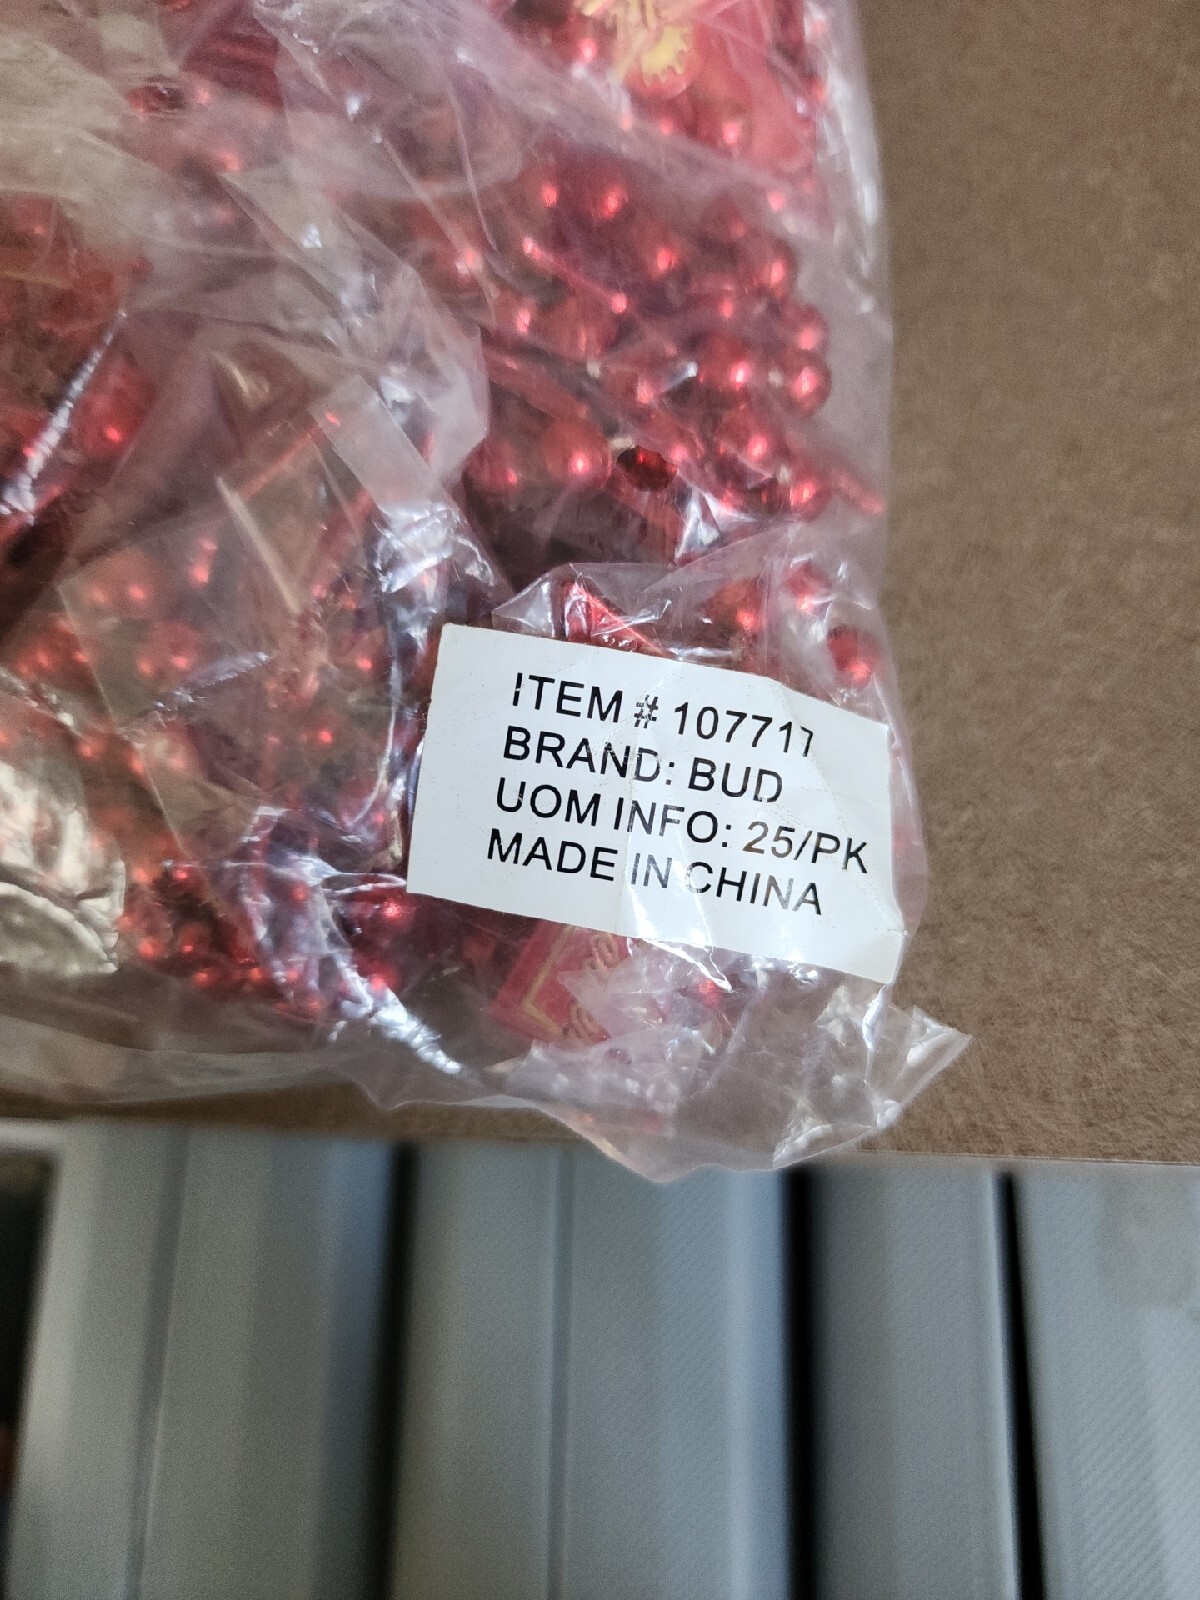 ITEM # 107717
BRAND: BUD
UOM INFO: 25/PK
MADE IN CHINA